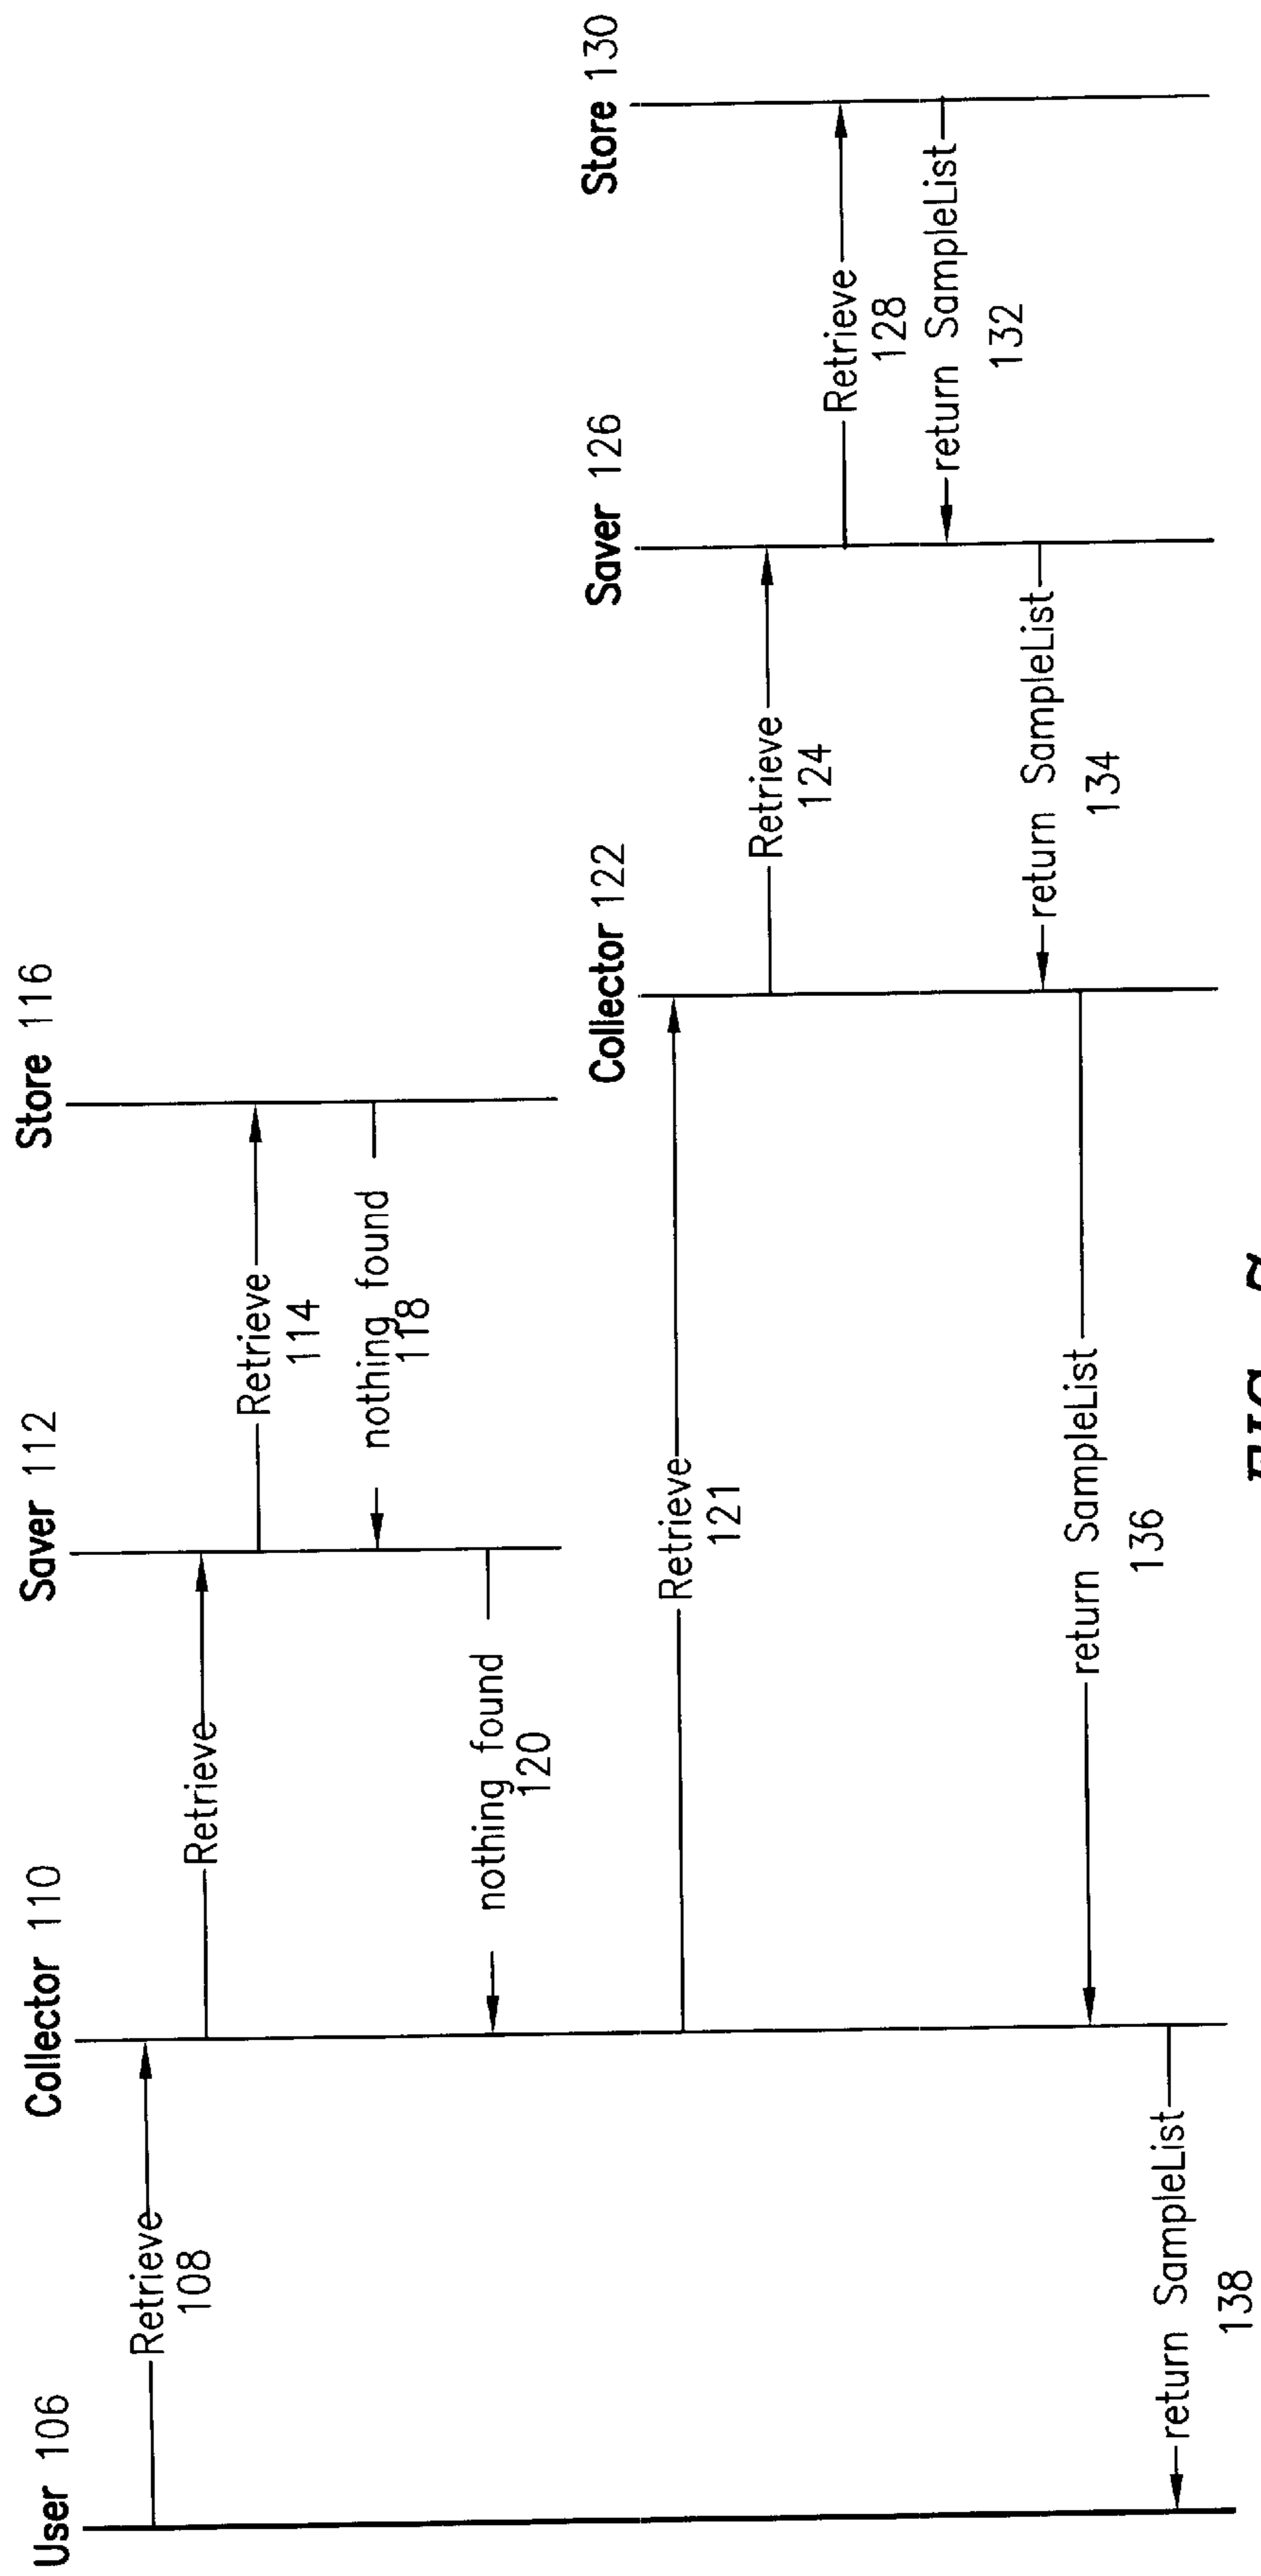 User 106
Collector 110
Saver 112
Store 116
Retrieve
108
Retrieve
Retrieve
114
nothing found
118
nothing found
120
Collector 122
Saver 126
Store 130
Retrieve
121
Retrieve
124
Retrieve
128
return SampleList
132
return SampleList
134
return SampleList
136
return SampleList
138